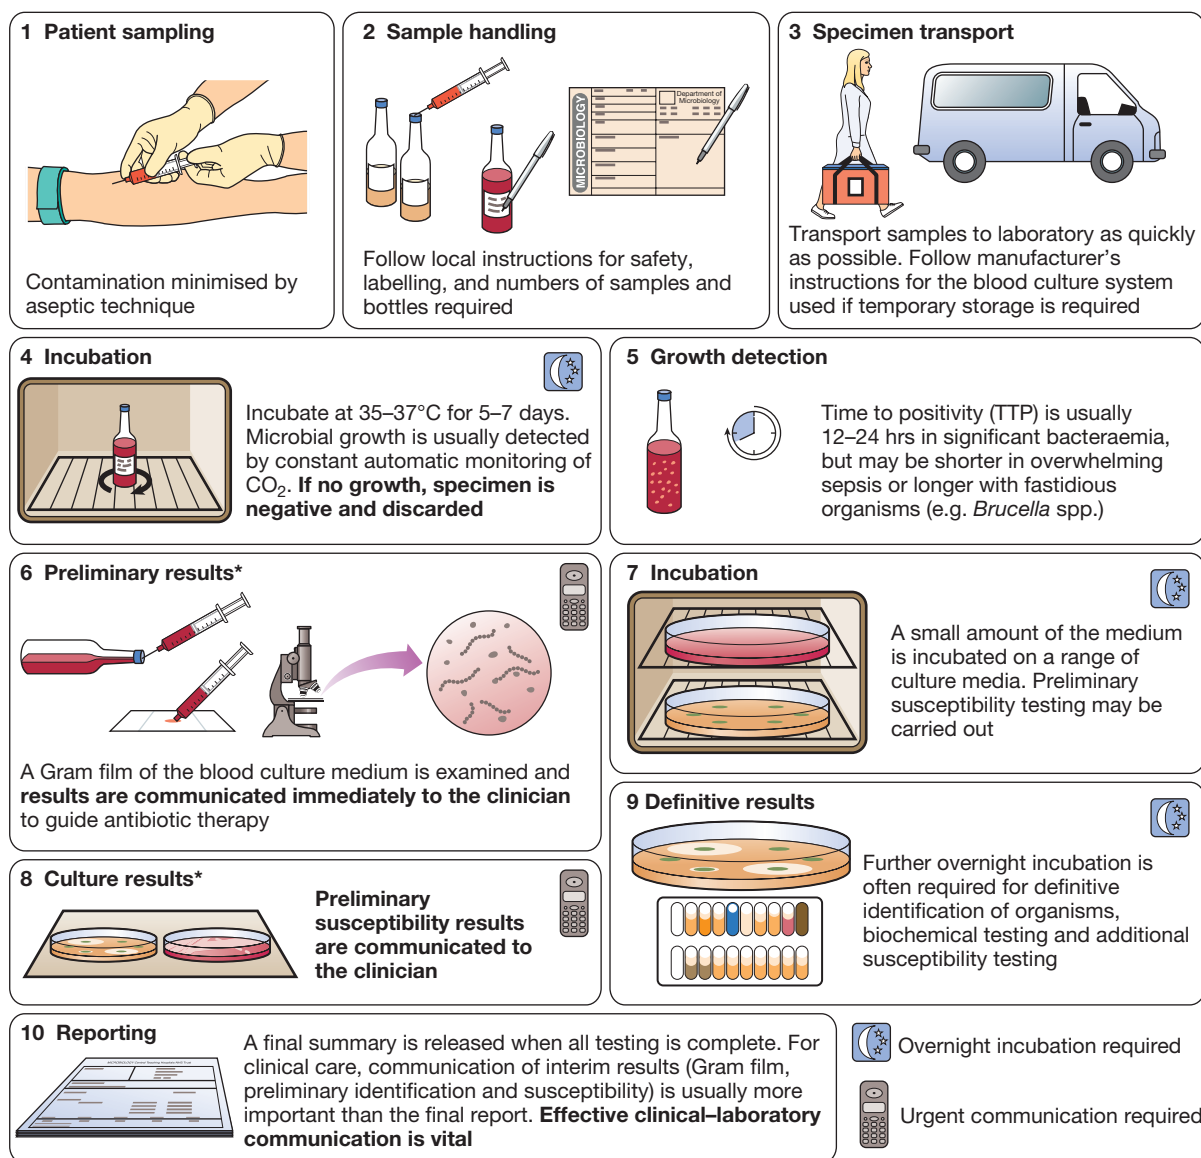 1 Patient sampling
Contamination minimised by
aseptic technique
2 Sample handling
MICROBIOLOGY
Department of
Microbiology
Follow local instructions for safety,
labelling, and numbers of samples and
bottles required
3 Specimen transport
Transport samples to laboratory as quickly
as possible. Follow manufacturer’s
instructions for the blood culture system
used if temporary storage is required
4 Incubation
Incubate at 35–37°C for 5–7 days.
Microbial growth is usually detected
by constant automatic monitoring of
CO2. If no growth, specimen is
negative and discarded
5 Growth detection
Time to positivity (TTP) is usually
12–24 hrs in significant bacteraemia,
but may be shorter in overwhelming
sepsis or longer with fastidious
organisms (e.g. Brucella spp.)
6 Preliminary results*
A Gram film of the blood culture medium is examined and
results are communicated immediately to the clinician
to guide antibiotic therapy
7 Incubation
A small amount of the medium
is incubated on a range of
culture media. Preliminary
susceptibility testing may be
carried out
8 Culture results*
Preliminary
susceptibility results
are communicated to
the clinician
9 Definitive results
Further overnight incubation is
often required for definitive
identification of organisms,
biochemical testing and additional
susceptibility testing
10 Reporting
A final summary is released when all testing is complete. For
clinical care, communication of interim results (Gram film,
preliminary identification and susceptibility) is usually more
important than the final report. Effective clinical–laboratory
communication is vital
Overnight incubation required
Urgent communication required